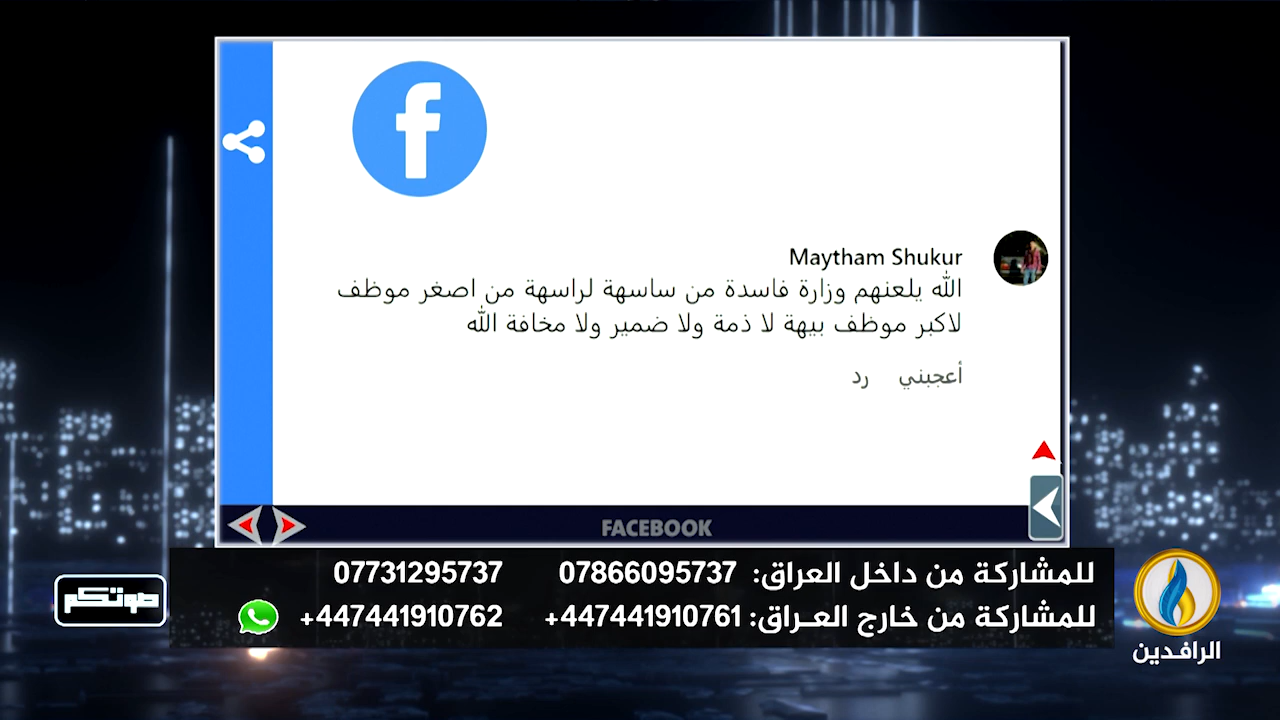 Maytham Shukur
الله يلعنهم وزارة فاسدة من ساسهة لراسهة من اصغر موظف
لاكبر موظف بيهة لا ذمة ولا ضمير ولا مخافة الله
أعجبني رد
FACEBOOK
للمشاركة من داخل العراق: 07866095737 07731295737
للمشاركة من خارج العـراق: +447441910761 +447441910762
صوتكم
الرافدين